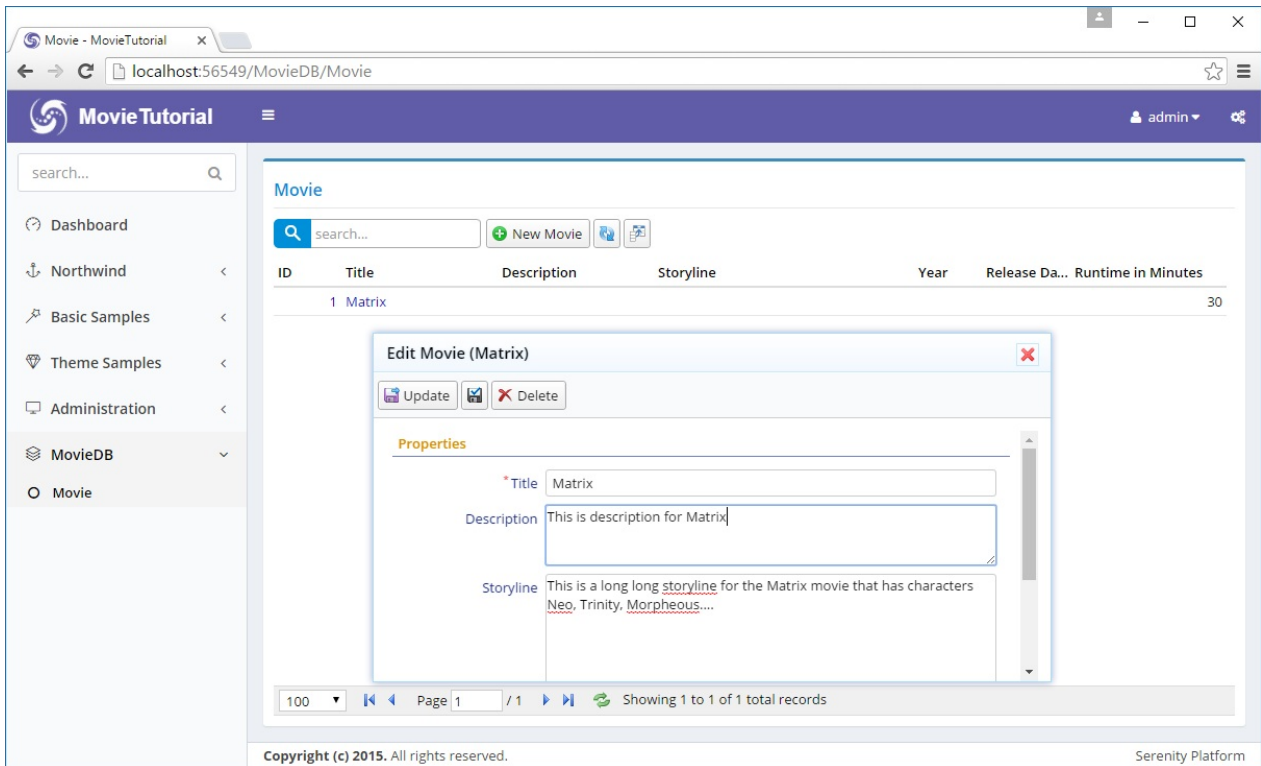 Movie - MovieTutorial
localhost:56549/MovieDB/Movie
MovieTutorial
admin
search...
Dashboard
Northwind
Basic Samples
Theme Samples
Administration
MovieDB
Movie
Movie
search... New Movie
ID Title Description Storyline Year Release Da... Runtime in Minutes
1 Matrix 30
Edit Movie (Matrix)
Update Delete
Properties
*Title Matrix
Description This is description for Matrix
Storyline This is a long long storyline for the Matrix movie that has characters
Neo, Trinity, Morpheous....
100 Page 1 / 1 Showing 1 to 1 of 1 total records
Copyright (c) 2015. All rights reserved. Serenity Platform